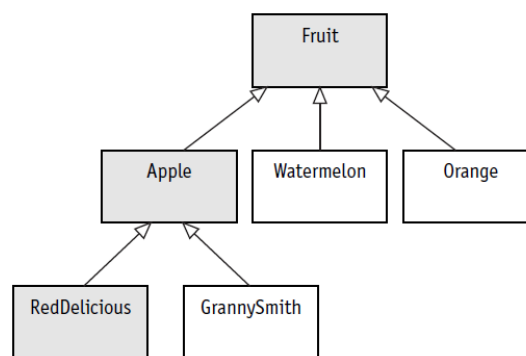 Fruit
Apple
Watermelon
Orange
RedDelicious
GrannySmith